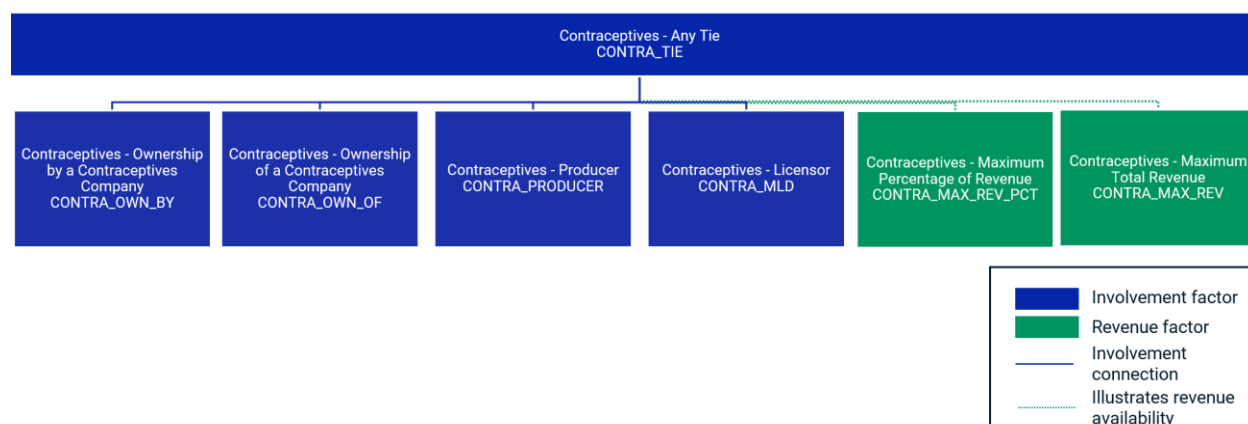 Contraceptives - Any Tie
CONTRA_TIE
Contraceptives - Ownership
by a Contraceptives
Company
CONTRA_OWN_BY
Contraceptives - Ownership
of a Contraceptives
Company
CONTRA_OWN_OF
Contraceptives - Producer
CONTRA_PRODUCER
Contraceptives - Licensor
CONTRA_MLD
Contraceptives - Maximum
Percentage of Revenue
CONTRA_MAX_REV_PCT
Contraceptives - Maximum
Total Revenue
CONTRA_MAX_REV
Involvement factor
Revenue factor
Involvement
connection
Illustrates revenue
availability